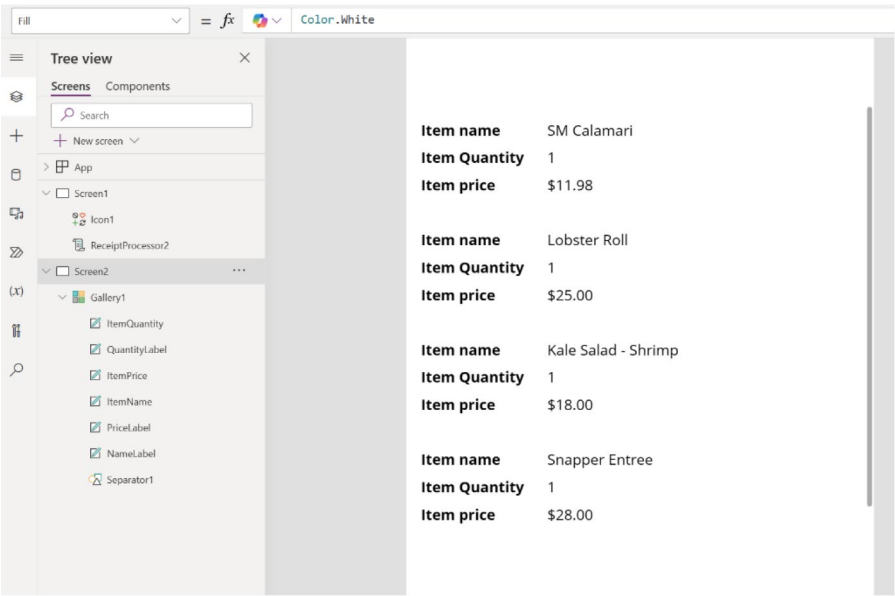 Fill
= fx
Color.White
Tree view
Screens Components
Search
New screen
App
Screen1
Icon1
ReceiptProcessor2
Screen2
Gallery1
ItemQuantity
QuantityLabel
ItemPrice
ItemName
PriceLabel
NameLabel
Separator1
(x)
Item name SM Calamari
Item Quantity 1
Item price $11.98
Item name Lobster Roll
Item Quantity 1
Item price $25.00
Item name Kale Salad - Shrimp
Item Quantity 1
Item price $18.00
Item name Snapper Entree
Item Quantity 1
Item price $28.00